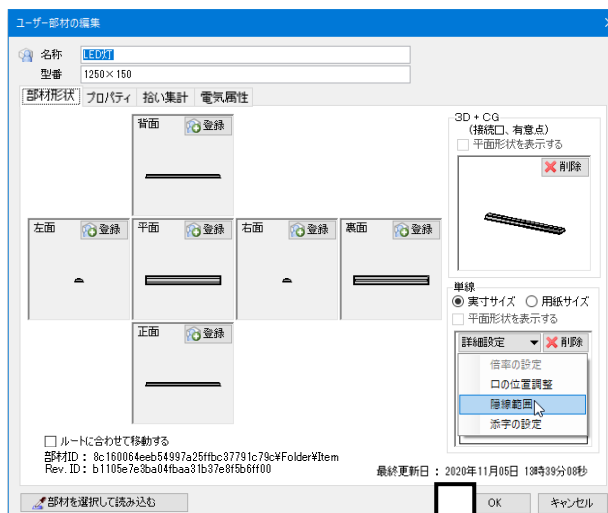 ユーザー部材の編集
名称 LED灯
型番 1250×150
部材形状 プロパティ 拾い集計 電気属性
背面 登録
左面 登録 平面 登録 右面 登録 裏面 登録
正面 登録
3D+CG
(接続口、有意点)
平面形状を表示する
削除
単線
実寸サイズ 用紙サイズ
平面形状を表示する
詳細設定 削除
倍率の設定
口の位置調整
隠線範囲
添字の設定
ルートに合わせて移動する
部材ID : 8c160064eeb54997a25ffbc37791c79c¥Folder¥Item
Rev. ID : b1105e7e3ba04fbaa31b37e8f5b6ff00
最終更新日 : 2020年11月05日 13時39分08秒
部材を選択して読み込む OK キャンセル